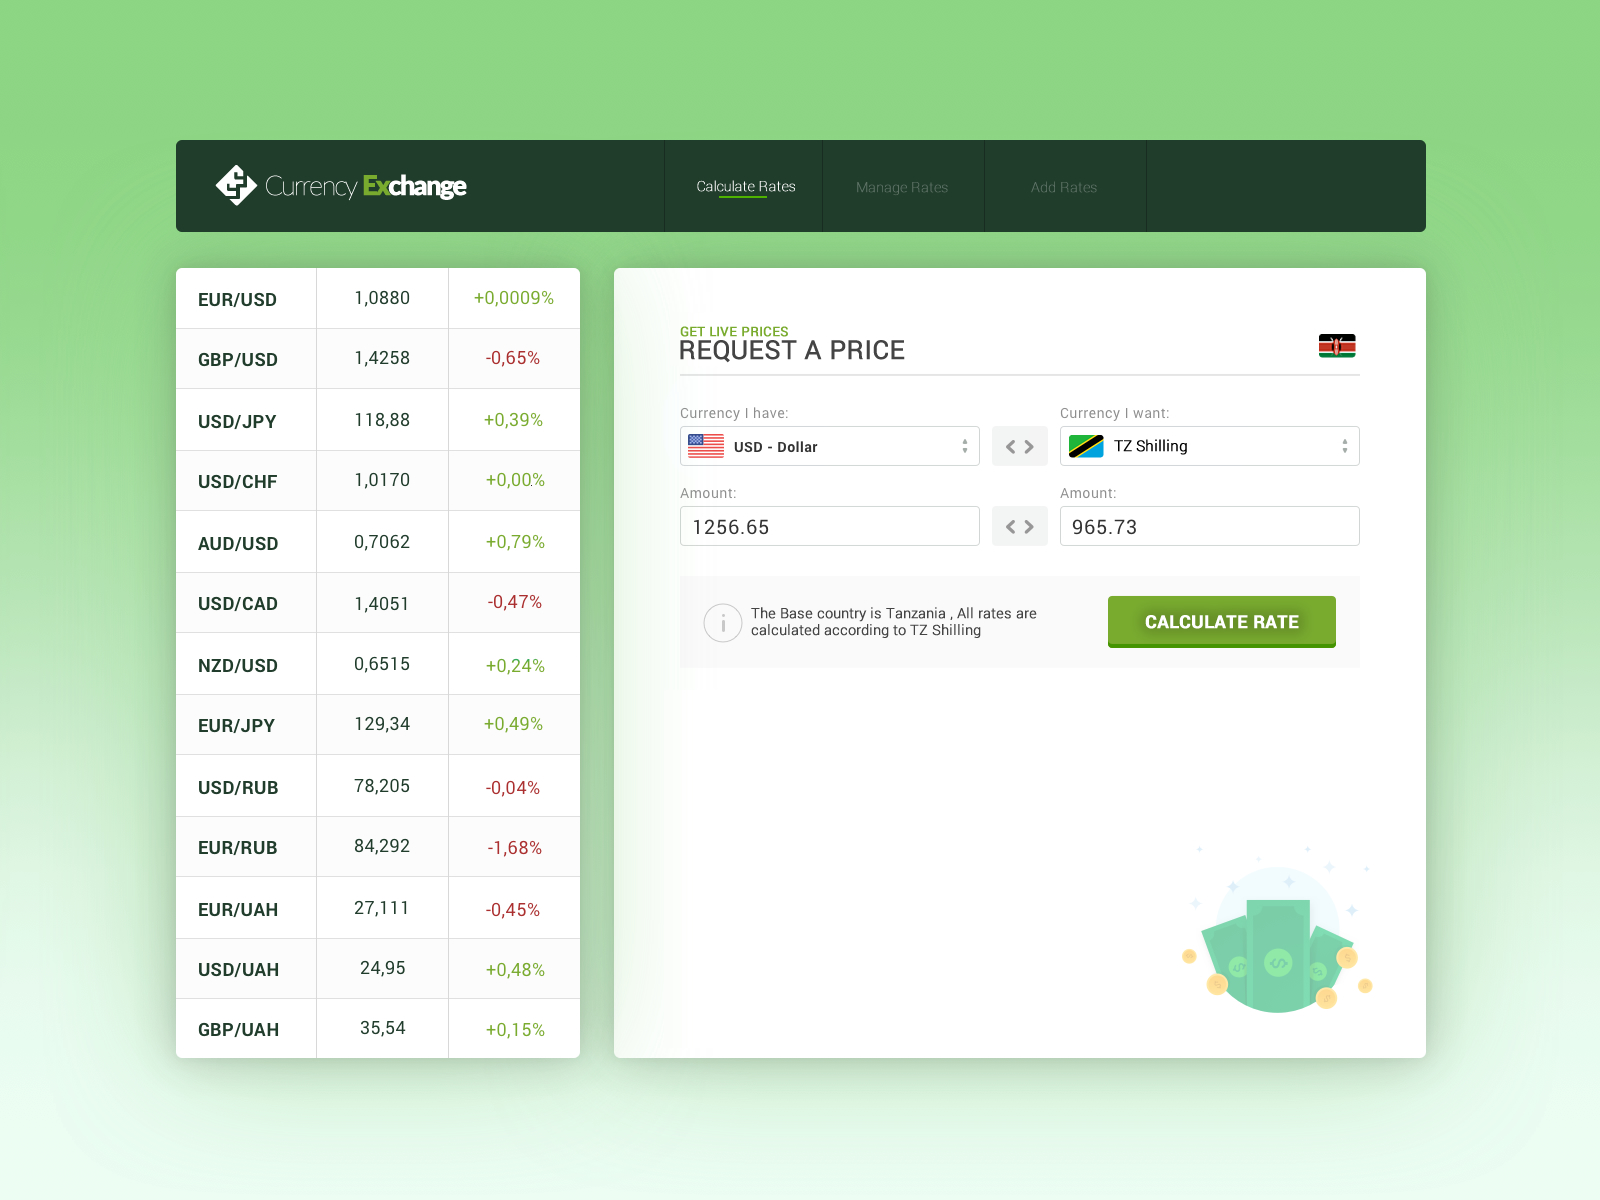 Currency Exchange
Calculate Rates
Manage Rates
Add Rates
EUR/USD 1,0880 +0,0009%
GBP/USD 1,4258 -0,65%
USD/JPY 118,88 +0,39%
USD/CHF 1,0170 +0,00.%
AUD/USD 0,7062 +0,79%
USD/CAD 1,4051 -0,47%
NZD/USD 0,6515 +0,24%
EUR/JPY 129,34 +0,49%
USD/RUB 78,205 -0,04%
EUR/RUB 84,292 -1,68%
EUR/UAH 27,111 -0,45%
USD/UAH 24,95 +0,48%
GBP/UAH 35,54 +0,15%
GET LIVE PRICES
REQUEST A PRICE
Currency I have:
USD - Dollar
Currency I want:
TZ Shilling
Amount:
1256.65
Amount:
965.73
The Base country is Tanzania , All rates are
calculated according to TZ Shilling
CALCULATE RATE